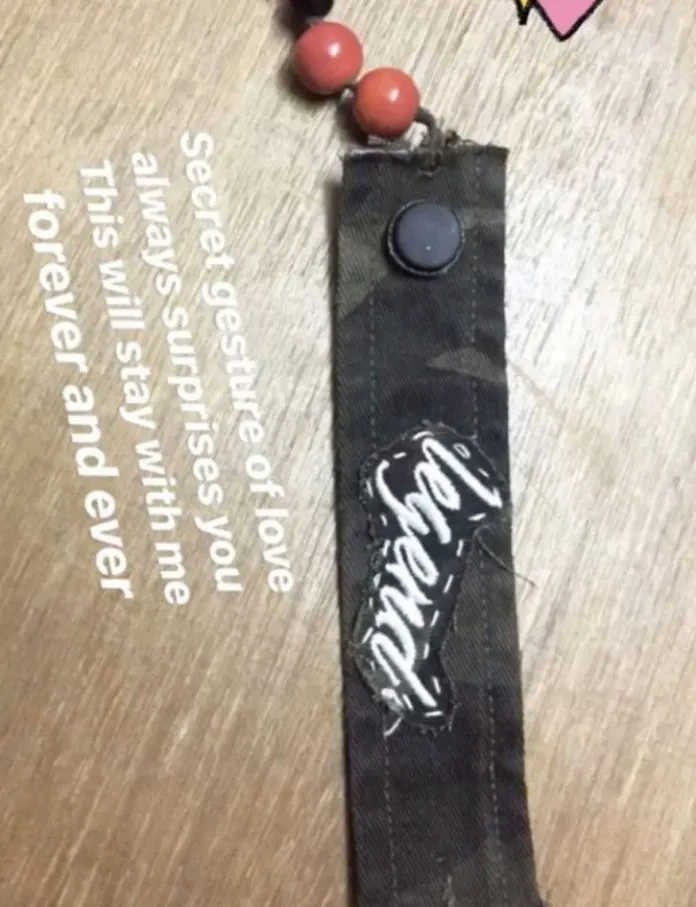 Secret gesture of love
always surprises you
This will stay with me
forever and ever
legend